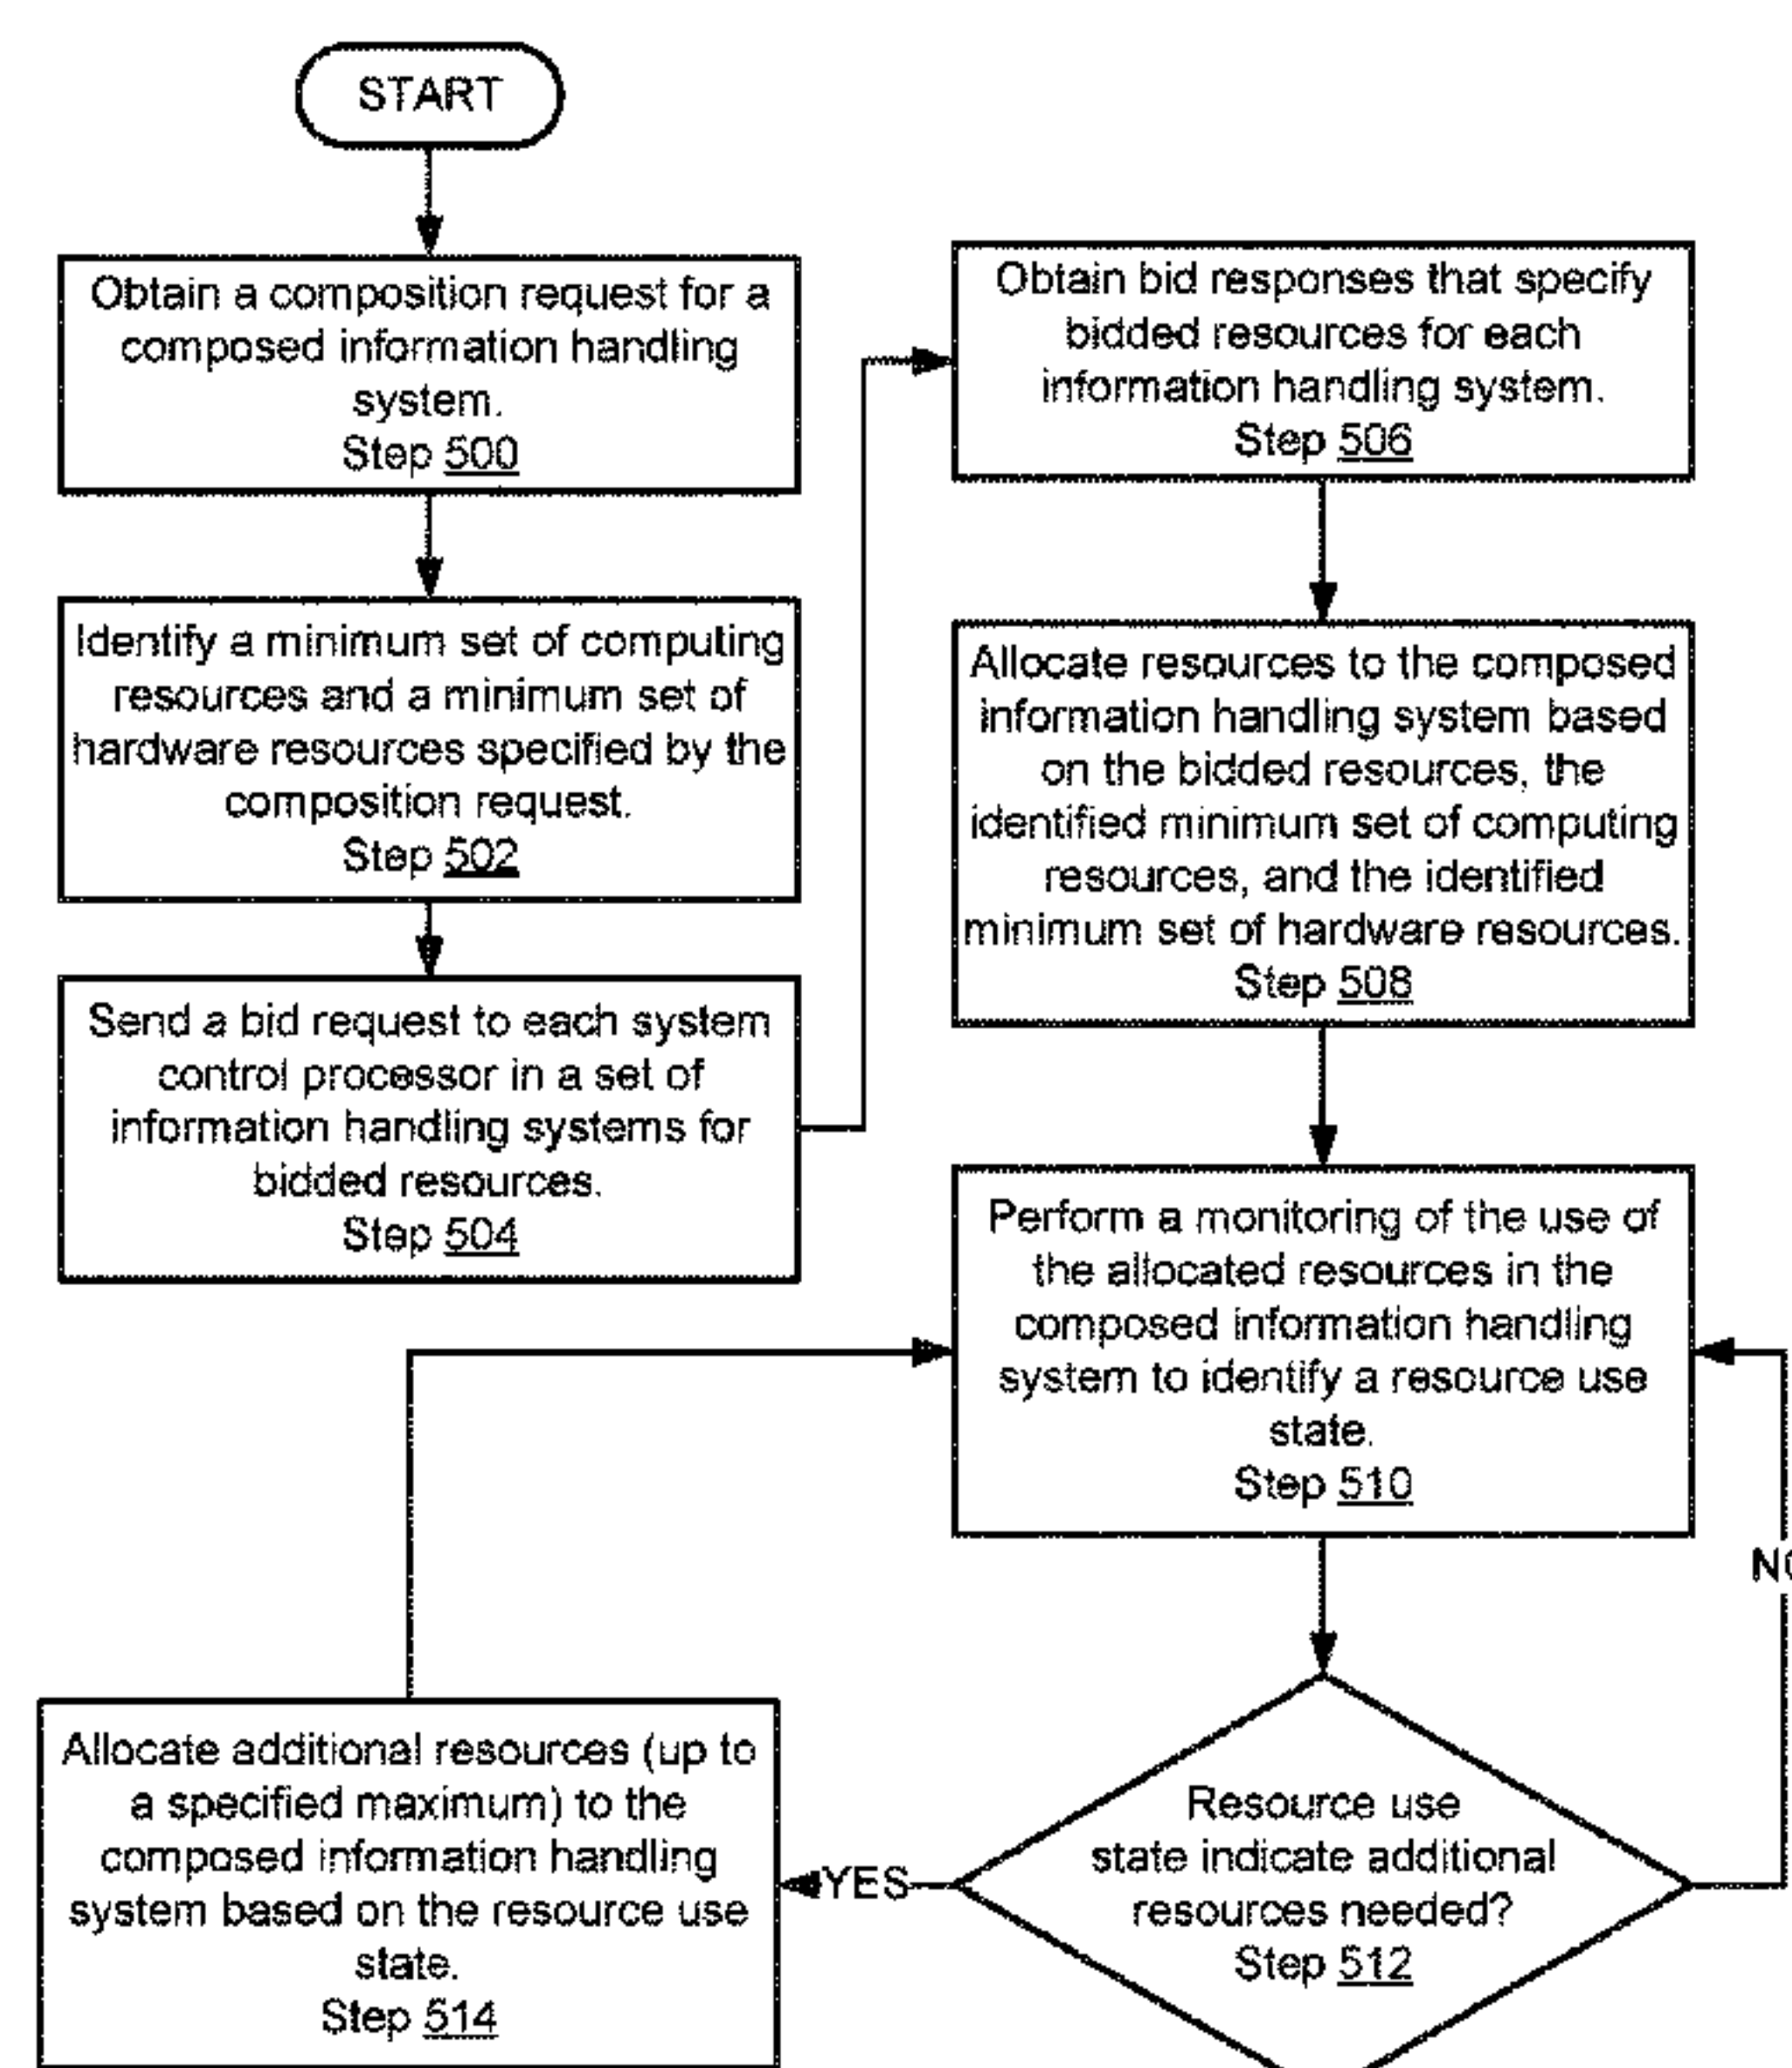 START
Obtain a composition request for a
composed information handling
system.
Step 500
Identify a minimum set of computing
resources and a minimum set of
hardware resources specified by the
composition request.
Step 502
Send a bid request to each system
control processor in a set of
information handling systems for
bidded resources.
Step 504
Obtain bid responses that specify
bidded resources for each
information handling system.
Step 506
Allocate resources to the composed
information handling system based
on the bidded resources, the
identified minimum set of computing
resources, and the identified
minimum set of hardware resources.
Step 508
Perform a monitoring of the use of
the allocated resources in the
composed information handling
system to identify a resource use
state.
Step 510
Resource use
state indicate additional
resources needed?
Step 512
YES
Allocate additional resources (up to
a specified maximum) to the
composed information handling
system based on the resource use
state.
Step 514